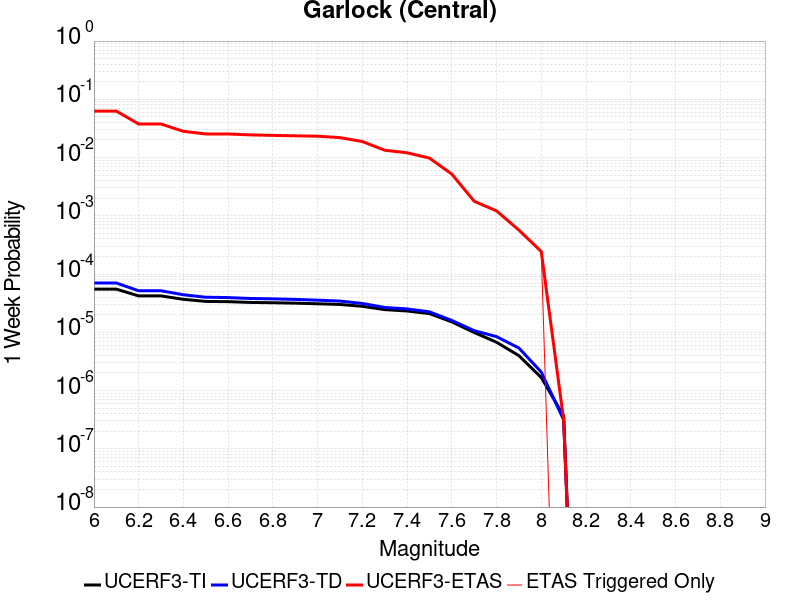 Garlock (Central)
1 Week Probability
10^0
10^-1
10^-2
10^-3
10^-4
10^-5
10^-6
10^-7
10^-8
6 6.2 6.4 6.6 6.8 7 7.2 7.4 7.6 7.8 8 8.2 8.4 8.6 8.8 9
Magnitude
UCERF3-TI UCERF3-TD UCERF3-ETAS ETAS Triggered Only